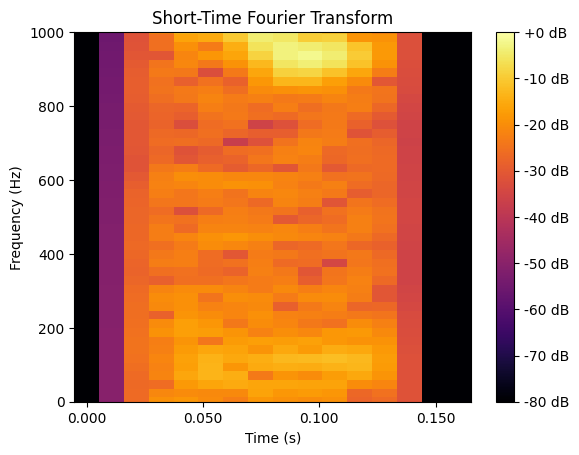 Short-Time Fourier Transform
1000
800
600
400
200
0
Frequency (Hz)
0.000
0.050
0.100
0.150
Time (s)
+0 dB
-10 dB
-20 dB
-30 dB
-40 dB
-50 dB
-60 dB
-70 dB
-80 dB